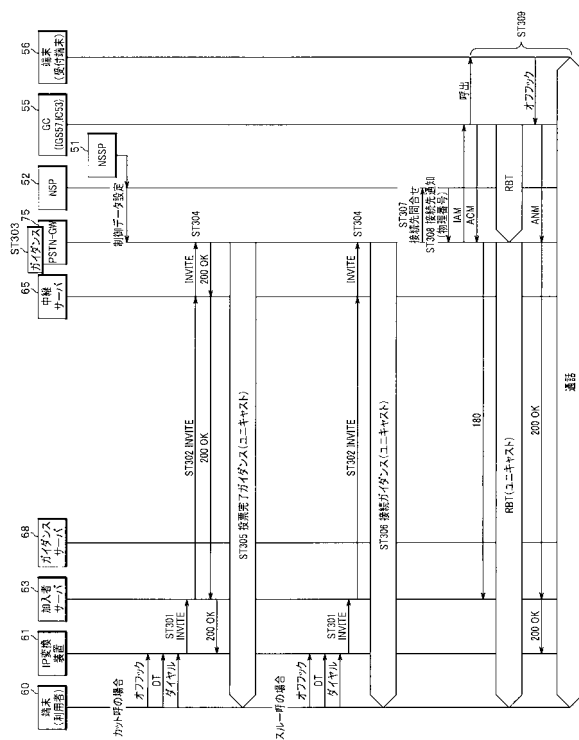 60
端末
(利用者)
61
IP変換
装置
63
加入者
サーバ
68
ガイダンス
サーバ
65
中継
サーバ
ST303
ガイダンス
75
PSTN-GW
52
NSP
51
NSSP
55
GC
(IGS57,IC53)
56
端末
(受付端末)
制御データ設定
カット呼の場合
オフフック
DT
ダイヤル
ST301
INVITE
ST302 INVITE
ST304
INVITE
200 OK
200 OK
200 OK
ST305 投票完了ガイダンス(ユニキャスト)
スルー呼の場合
オフフック
DT
ダイヤル
ST301
INVITE
ST302 INVITE
ST304
INVITE
ST306 接続ガイダンス(ユニキャスト)
ST307
接続先問合せ
ST308 接続先通知
(物理番号)
IAM
ACM
呼出
ST309
180
RBT(ユニキャスト)
RBT
オフフック
ANM
200 OK
200 OK
通話